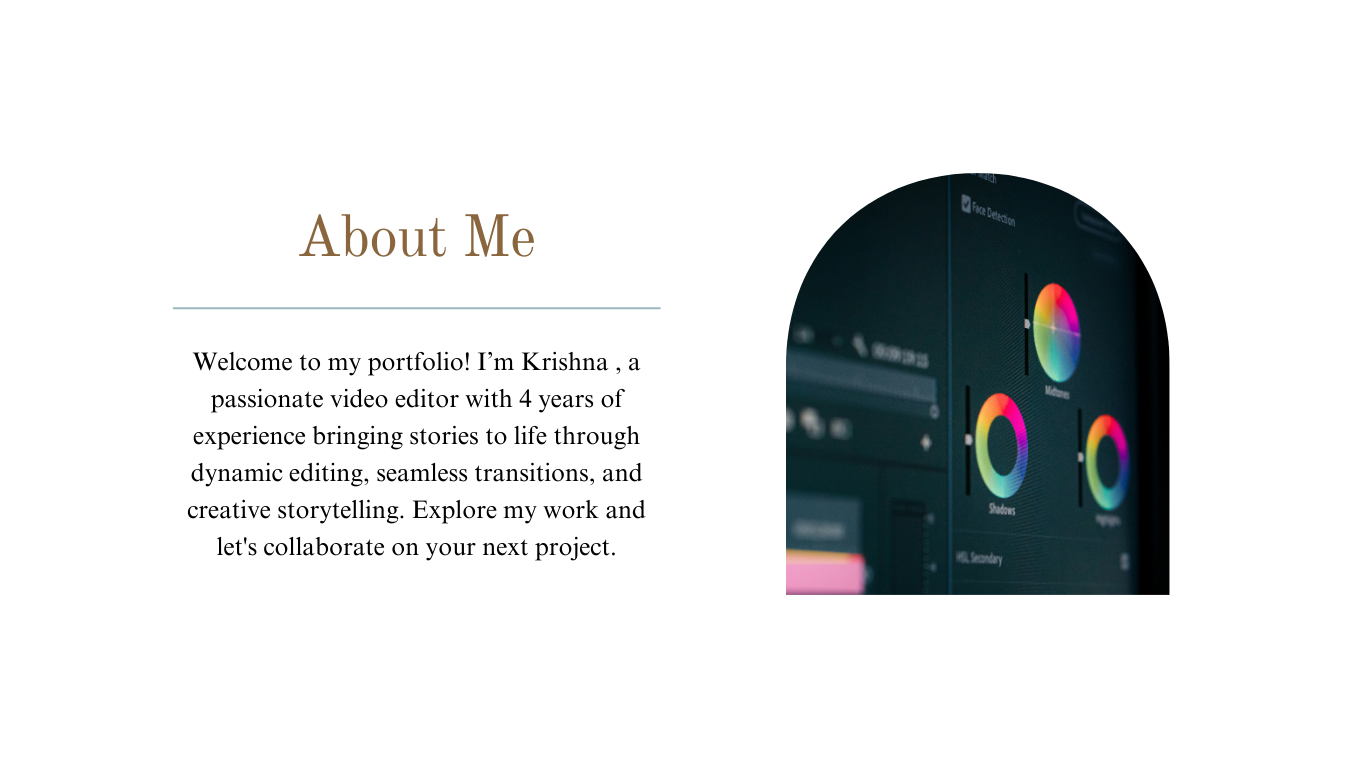 About Me
Welcome to my portfolio! I’m Krishna , a
passionate video editor with 4 years of
experience bringing stories to life through
dynamic editing, seamless transitions, and
creative storytelling. Explore my work and
let's collaborate on your next project.
Face Detection
Midtones
Shadows
Highlights
HSL Secondary